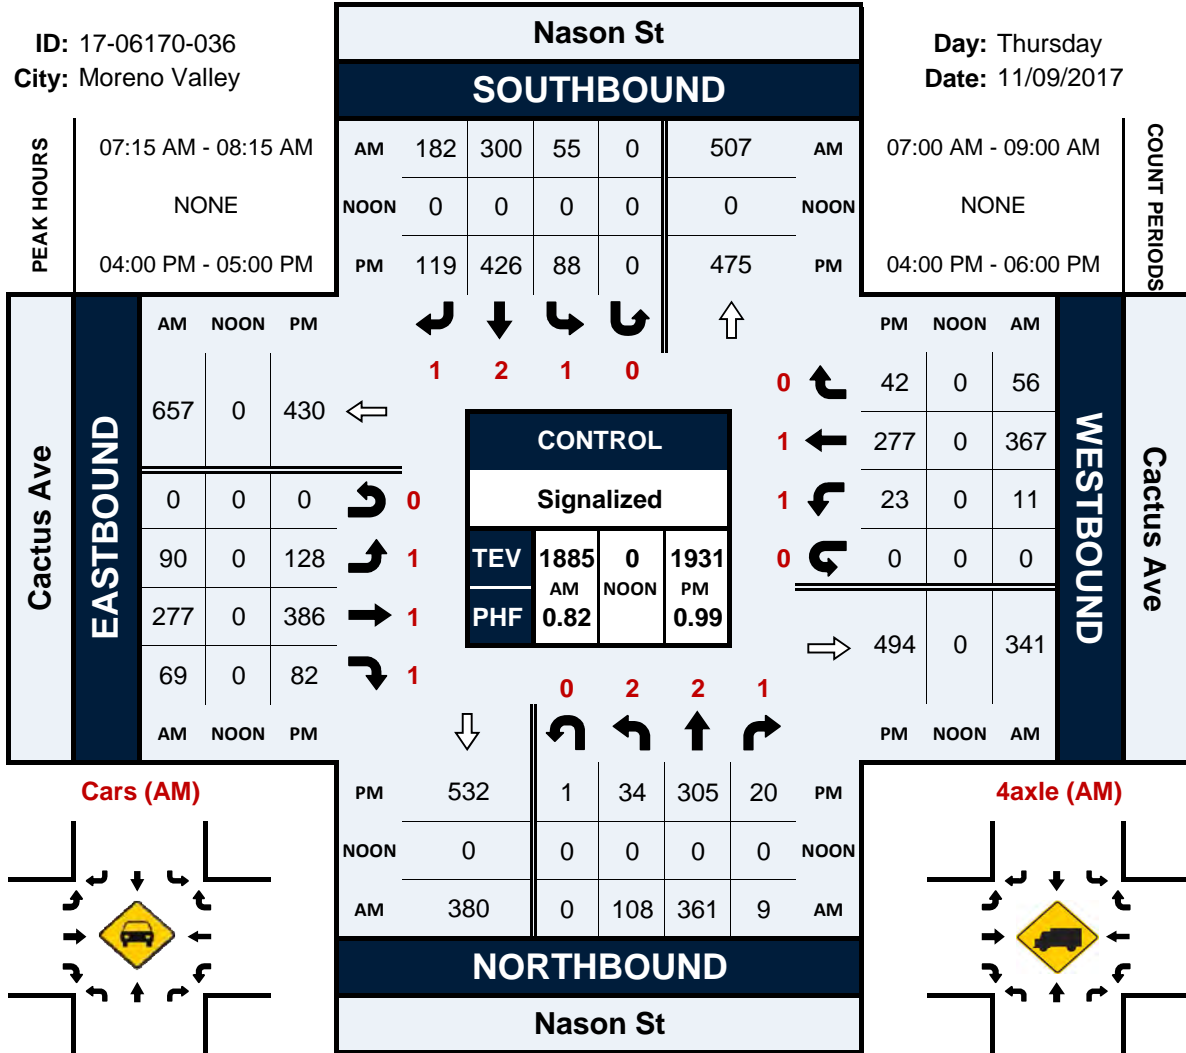 ID: 17-06170-036
City: Moreno Valley
Nason St
SOUTHBOUND
Day: Thursday
Date: 11/09/2017
PEAK HOURS
07:15 AM - 08:15 AM
NONE
04:00 PM - 05:00 PM
AM 182 300 55 0 507 AM
NOON 0 0 0 0 0 NOON
PM 119 426 88 0 475 PM
07:00 AM - 09:00 AM
NONE
04:00 PM - 06:00 PM
COUNT PERIODS
1 2 1 0
Cactus Ave
EASTBOUND
AM NOON PM
657 0 430
0 0 0 0
90 0 128 1
277 0 386 1
69 0 82 1
AM NOON PM
CONTROL
Signalized
TEV 1885 0 1931
AM NOON PM
PHF 0.82 0.99
PM NOON AM
0 42 0 56
1 277 0 367
1 23 0 11
0 0 0 0
494 0 341
PM NOON AM
WESTBOUND
Cactus Ave
0 2 2 1
PM 532 1 34 305 20 PM
NOON 0 0 0 0 0 NOON
AM 380 0 108 361 9 AM
NORTHBOUND
Nason St
Cars (AM)
4axle (AM)